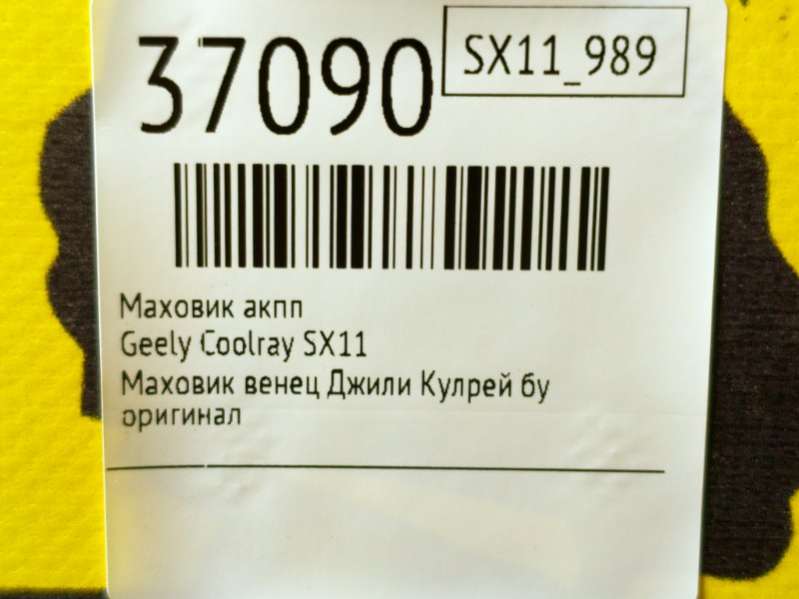 37090
SX11_989
Маховик акпп
Geely Coolray SX11
Маховик венец Джили Кулрей бу
оригинал